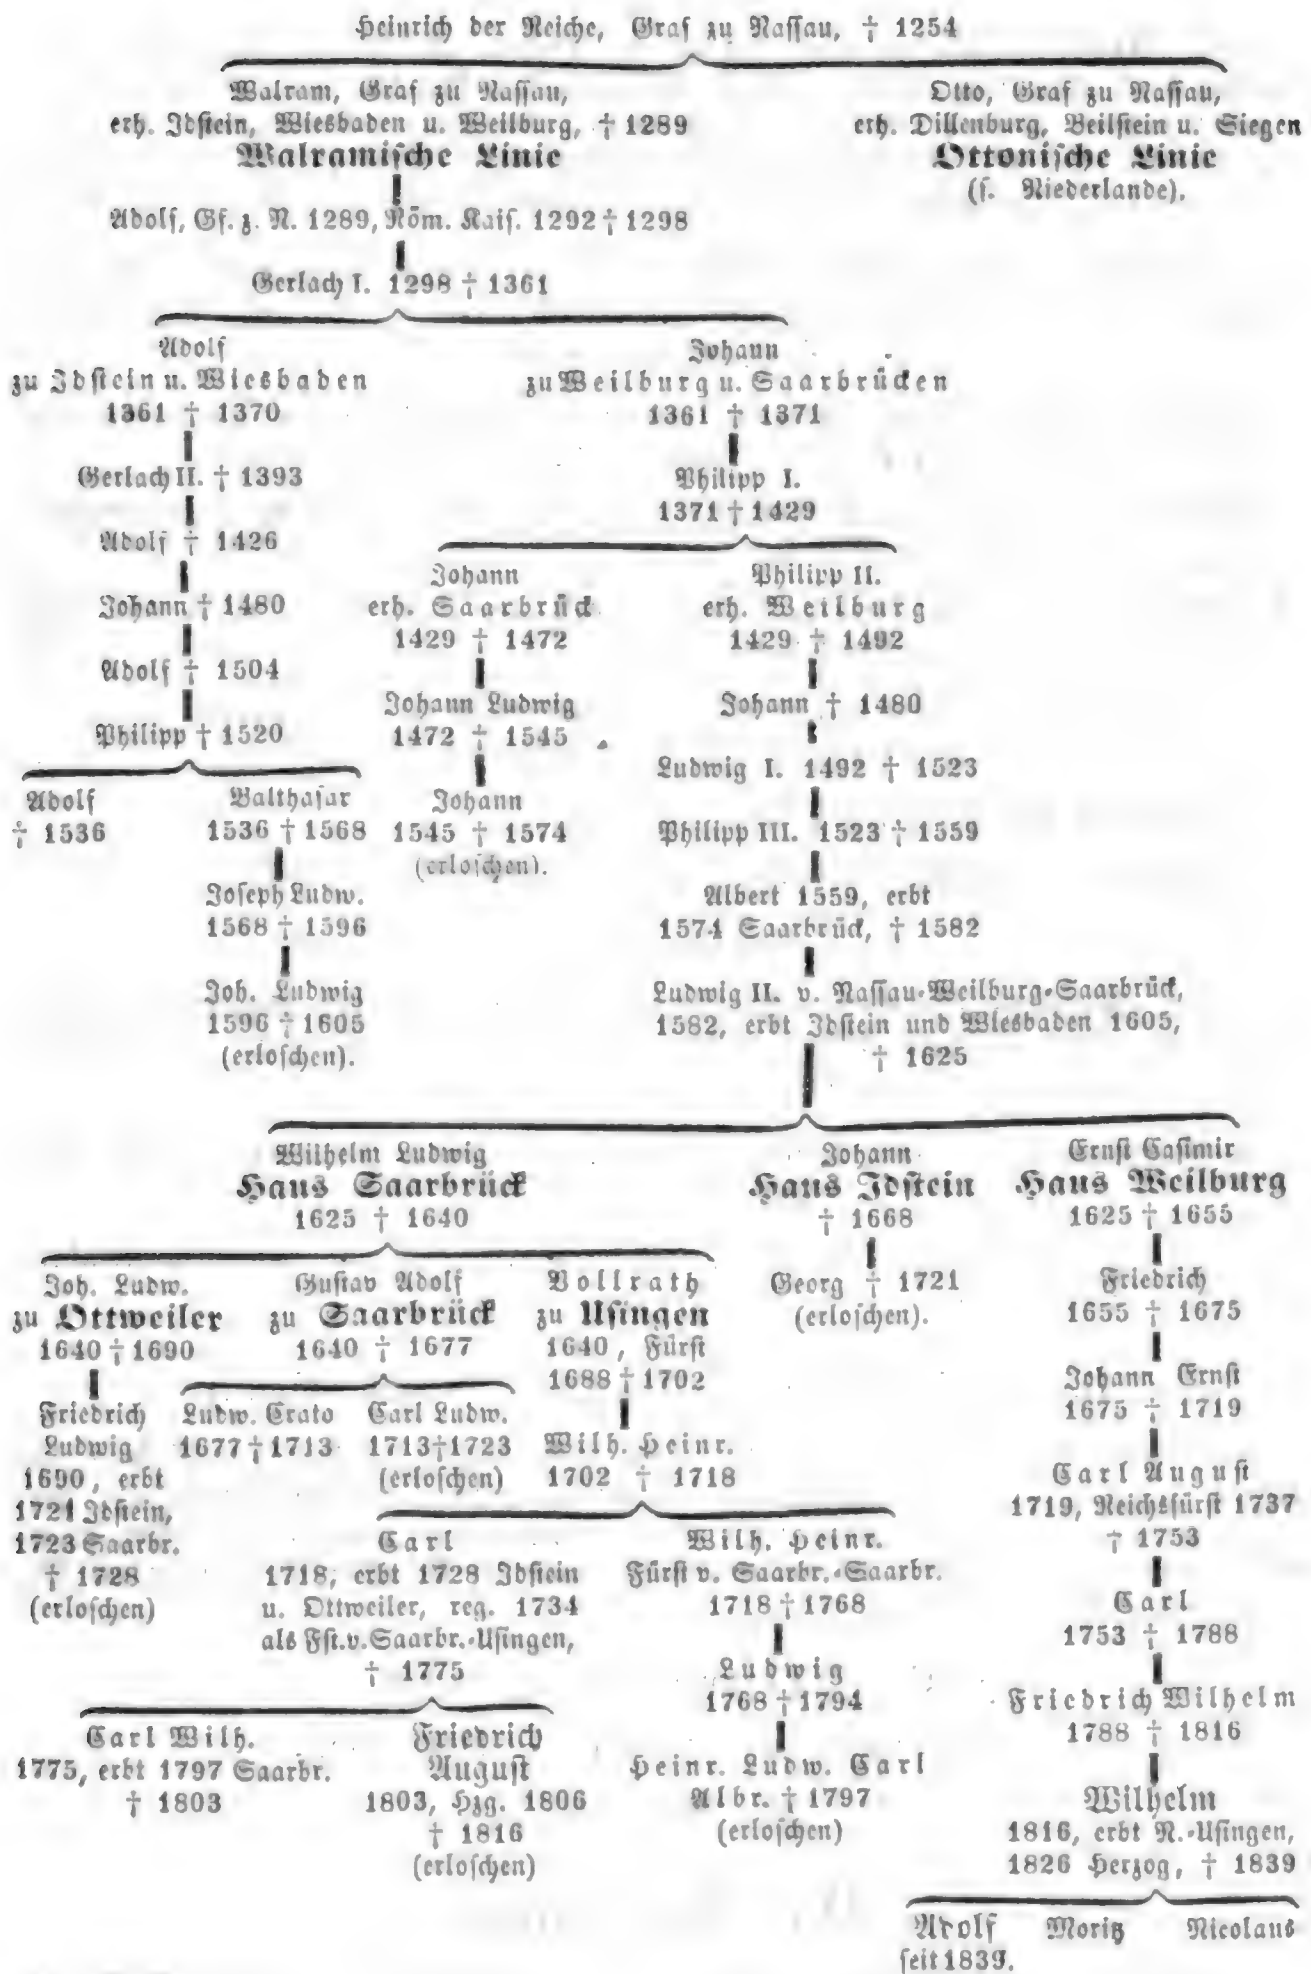 Heinrich der Reiche, Graf zu Nassau, † 1254
Walram, Graf zu Nassau,
erh. Idstein, Wiesbaden u. Weilburg, † 1289
Walramische Linie
Otto, Graf zu Nassau,
erh. Dillenburg, Beilstein u. Siegen
Ottonische Linie
(s. Niederlande).
Adolf, Gf. z. N. 1289, Röm. Kais. 1292 † 1298
Gerlach I. 1298 † 1361
Adolf
zu Idstein u. Wiesbaden
1361 † 1370
Gerlach II. † 1393
Adolf † 1426
Johann † 1480
Adolf † 1504
Philipp † 1520
Adolf
† 1536
Balthasar
1536 † 1568
Joseph Ludw.
1568 † 1596
Joh. Ludwig
1596 † 1605
(erloschen).
Johann
zu Weilburg u. Saarbrücken
1361 † 1371
Philipp I.
1371 † 1429
Johann
erh. Saarbrück
1429 † 1472
Johann Ludwig
1472 † 1545
Johann
1545 † 1574
(erloschen).
Philipp II.
erh. Weilburg
1429 † 1492
Johann † 1480
Ludwig I. 1492 † 1523
Philipp III. 1523 † 1559
Albert 1559, erbt
1574 Saarbrück, † 1582
Ludwig II. v. Nassau-Weilburg-Saarbrück,
1582, erbt Idstein und Wiesbaden 1605,
† 1625
Wilhelm Ludwig
Haus Saarbrück
1625 † 1640
Johann
Haus Idstein
† 1668
Georg † 1721
(erloschen).
Ernst Casimir
Haus Weilburg
1625 † 1655
Friedrich
1655 † 1675
Johann Ernst
1675 † 1719
Carl August
1719, Reichsfürst 1737
† 1753
Carl
1753 † 1788
Friedrich Wilhelm
1788 † 1816
Wilhelm
1816, erbt N.-Usingen,
1826 Herzog, † 1839
Adolf
seit 1839.
Moritz
Nicolaus
Joh. Ludw.
zu Ottweiler
1640 † 1690
Friedrich
Ludwig
1690, erbt
1721 Idstein,
1723 Saarbr.
† 1728
(erloschen)
Gustav Adolf
zu Saarbrück
1640 † 1677
Ludw. Crato
1677 † 1713
Carl Ludw.
1713 † 1723
(erloschen)
Vollrath
zu Usingen
1640, Fürst
1688 † 1702
Wilh. Heinr.
1702 † 1718
Carl
1718, erbt 1728 Idstein
u. Ottweiler, reg. 1734
als Fst. v. Saarbr.-Usingen,
† 1775
Wilh. Heinr.
Fürst v. Saarbr.-Saarbr.
1718 † 1768
Ludwig
1768 † 1794
Heinr. Ludw. Carl
Albr. † 1797
(erloschen)
Carl Wilh.
1775, erbt 1797 Saarbr.
† 1803
Friedrich
August
1803, Hzg. 1806
† 1816
(erloschen)